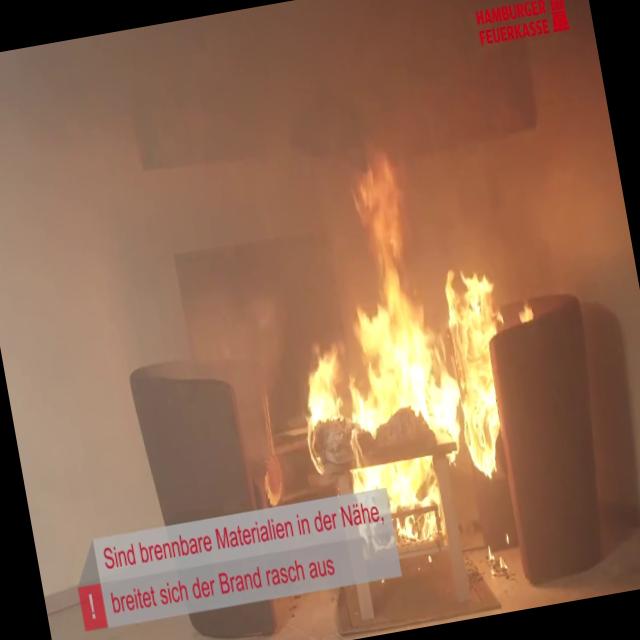 HAMBURGER
FEUERKASSE
Sind brennbare Materialien in der Nähe,
! breitet sich der Brand rasch aus